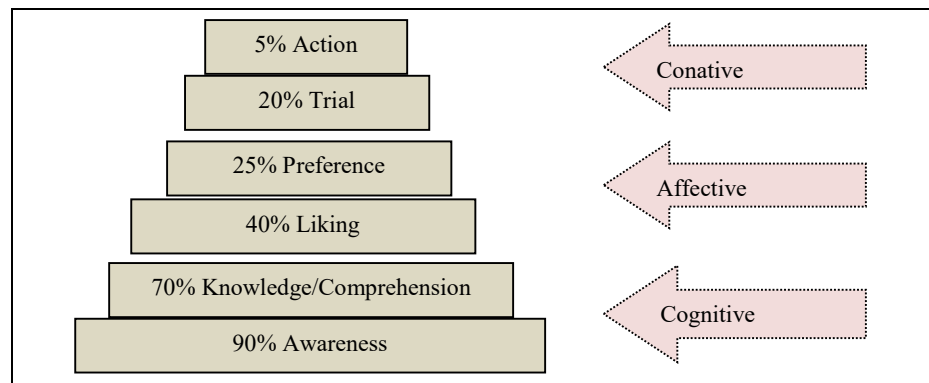 5% Action
Conative
20% Trial
25% Preference
Affective
40% Liking
70% Knowledge/Comprehension
Cognitive
90% Awareness